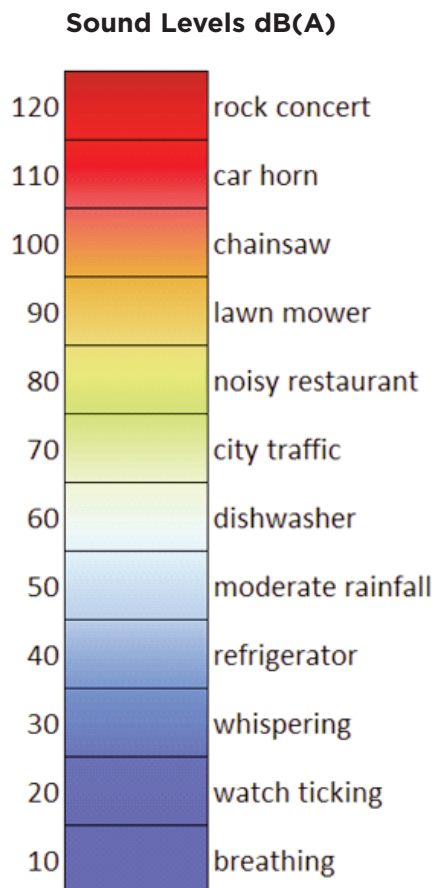 Sound Levels dB(A)
120 rock concert
110 car horn
100 chainsaw
90 lawn mower
80 noisy restaurant
70 city traffic
60 dishwasher
50 moderate rainfall
40 refrigerator
30 whispering
20 watch ticking
10 breathing